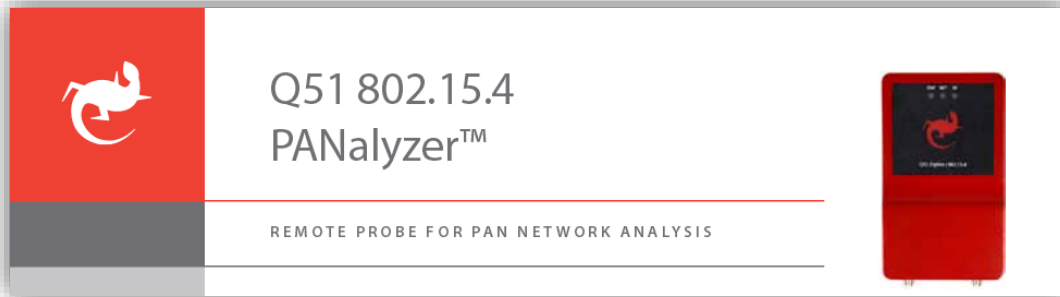 Q51 802.15.4
PANalyzer™
REMOTE PROBE FOR PAN NETWORK ANALYSIS